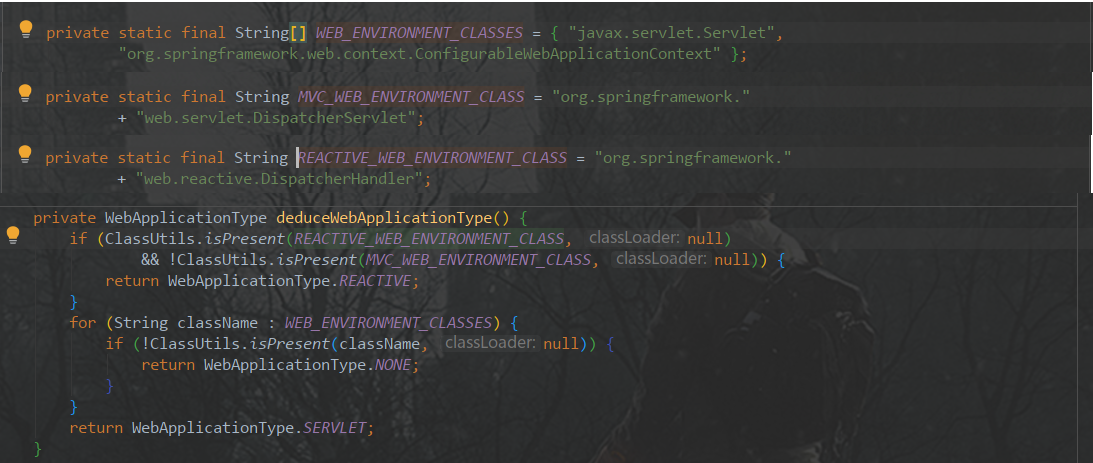 private static final String[] WEB_ENVIRONMENT_CLASSES = { "javax.servlet.Servlet",
"org.springframework.web.context.ConfigurableWebApplicationContext" };
private static final String MVC_WEB_ENVIRONMENT_CLASS = "org.springframework."
+ "web.servlet.DispatcherServlet";
private static final String REACTIVE_WEB_ENVIRONMENT_CLASS = "org.springframework."
+ "web.reactive.DispatcherHandler";
private WebApplicationType deduceWebApplicationType() {
if (ClassUtils.isPresent(REACTIVE_WEB_ENVIRONMENT_CLASS, classLoader: null)
&& !ClassUtils.isPresent(MVC_WEB_ENVIRONMENT_CLASS, classLoader: null)) {
return WebApplicationType.REACTIVE;
}
for (String className : WEB_ENVIRONMENT_CLASSES) {
if (!ClassUtils.isPresent(className, classLoader: null)) {
return WebApplicationType.NONE;
}
}
return WebApplicationType.SERVLET;
}